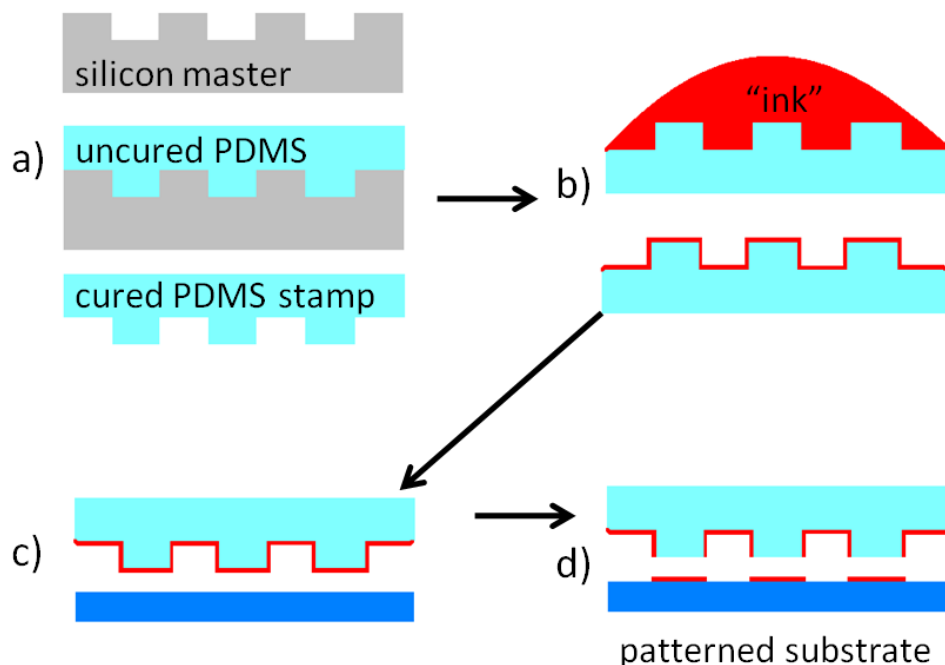 silicon master
a)
uncured PDMS
cured PDMS stamp
“ink”
b)
c)
d)
patterned substrate